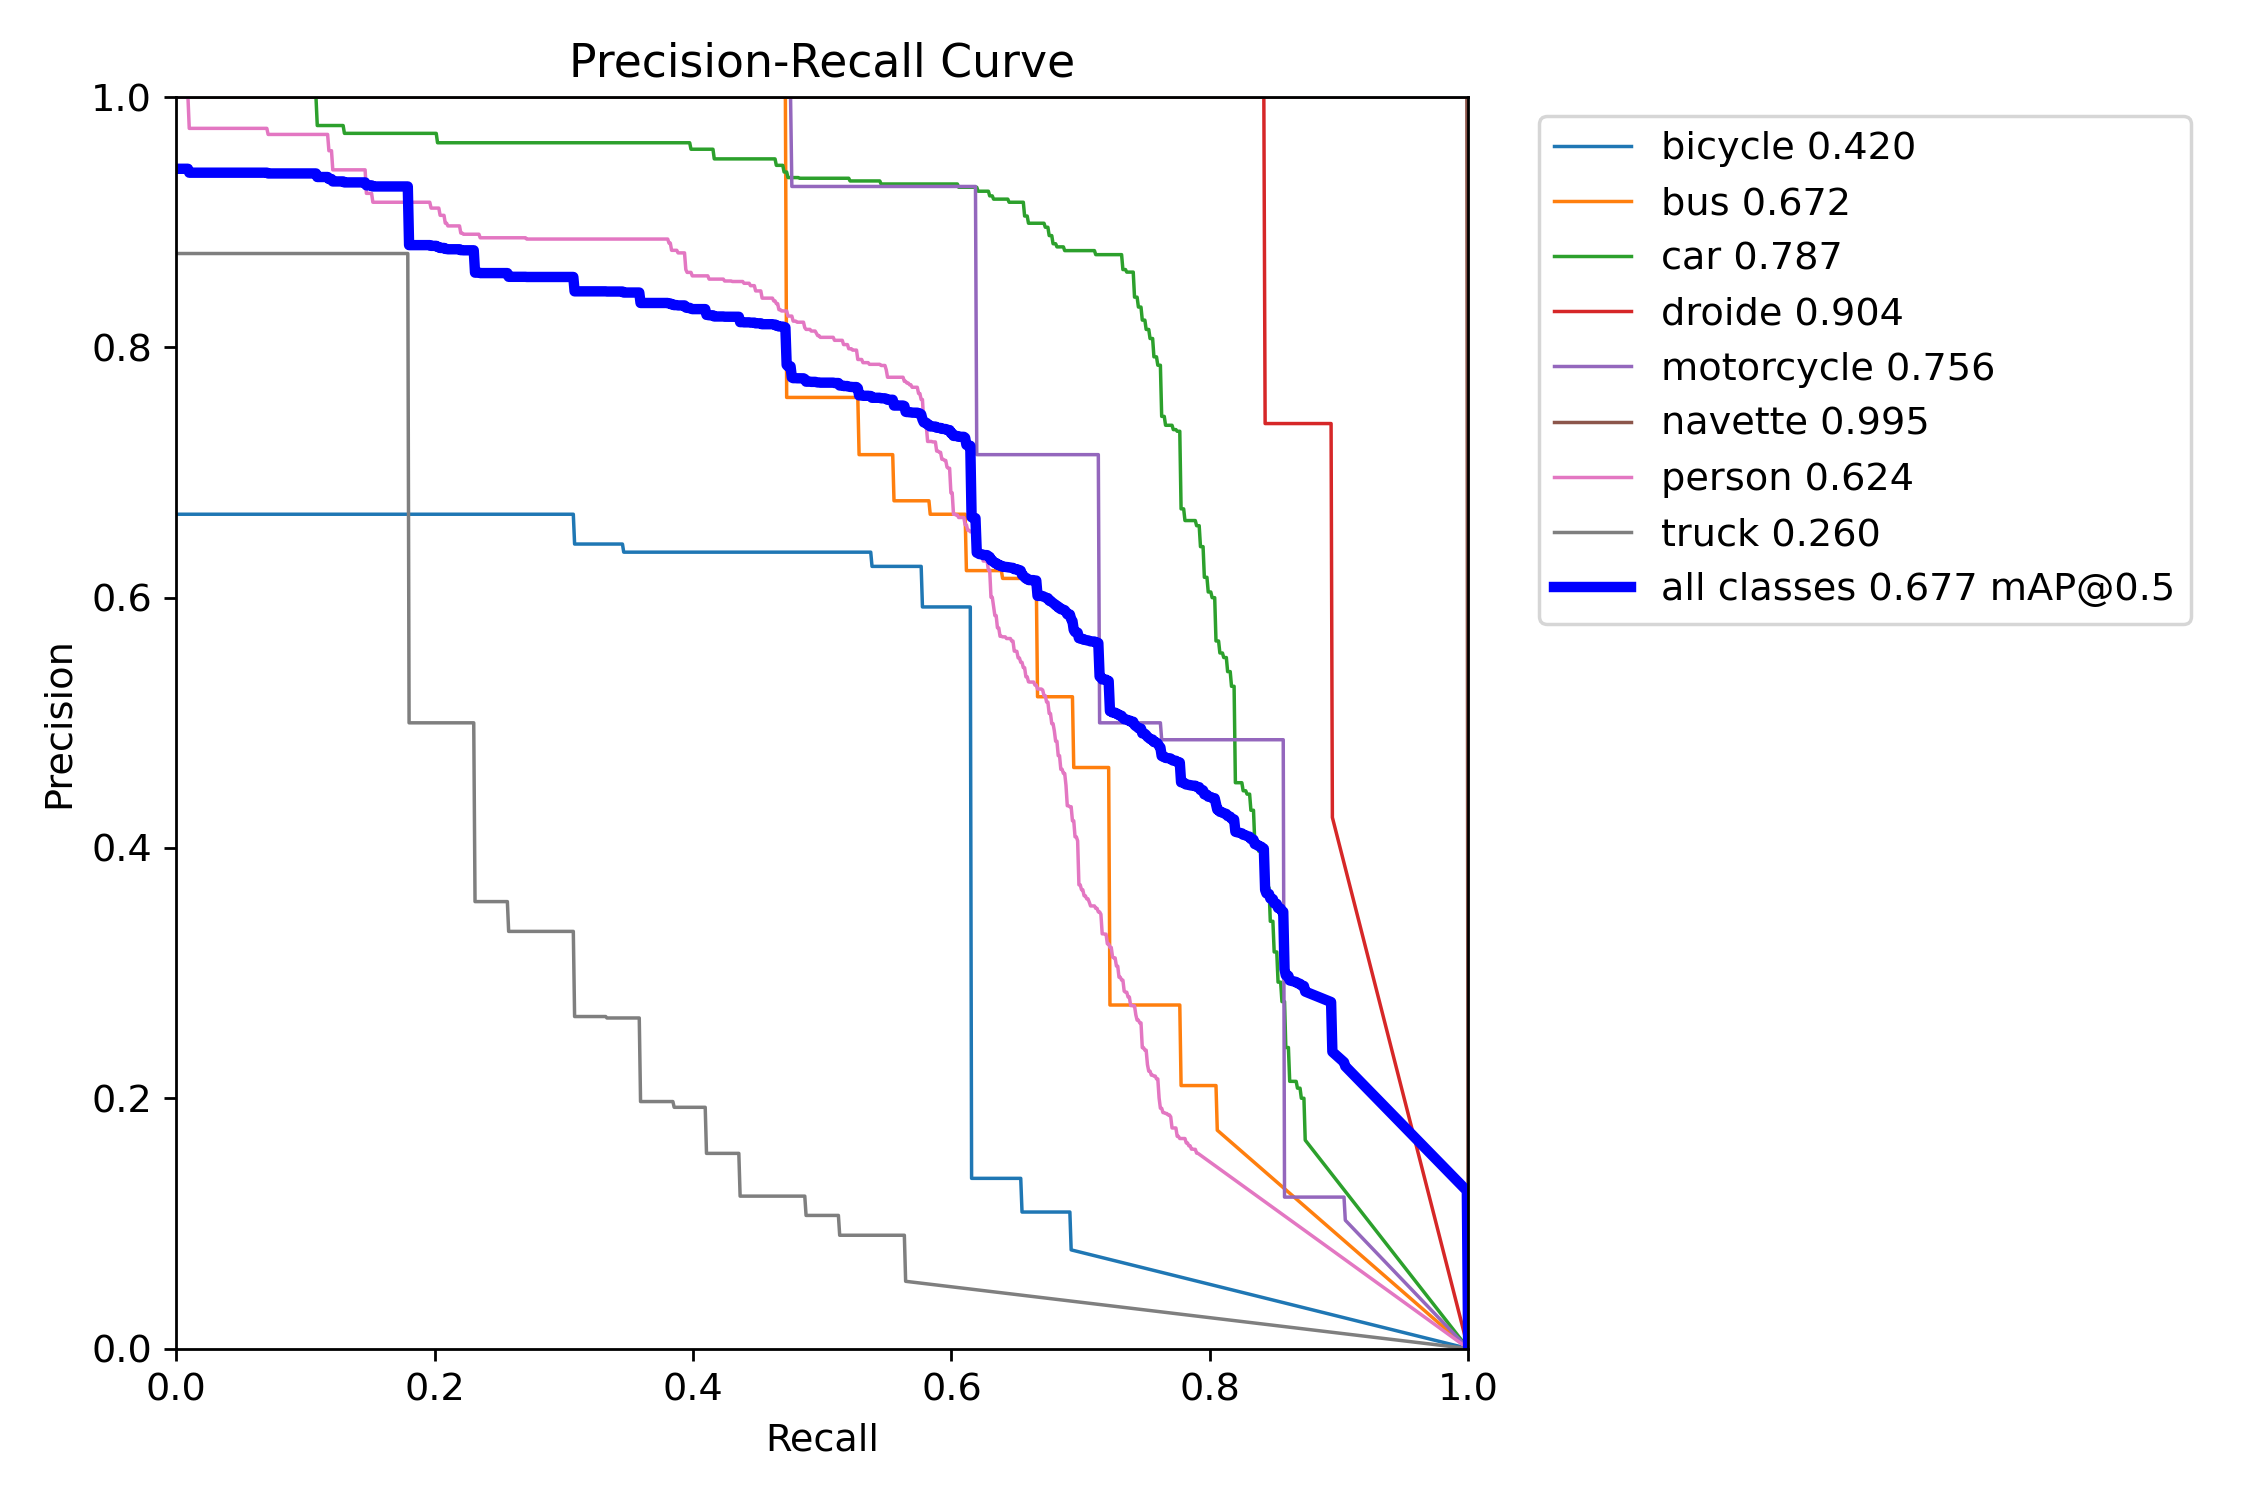 Precision-Recall Curve
1.0
0.8
0.6
0.4
0.2
0.0
Precision
0.0 0.2 0.4 0.6 0.8 1.0
Recall
bicycle 0.420
bus 0.672
car 0.787
droide 0.904
motorcycle 0.756
navette 0.995
person 0.624
truck 0.260
all classes 0.677 mAP@0.5